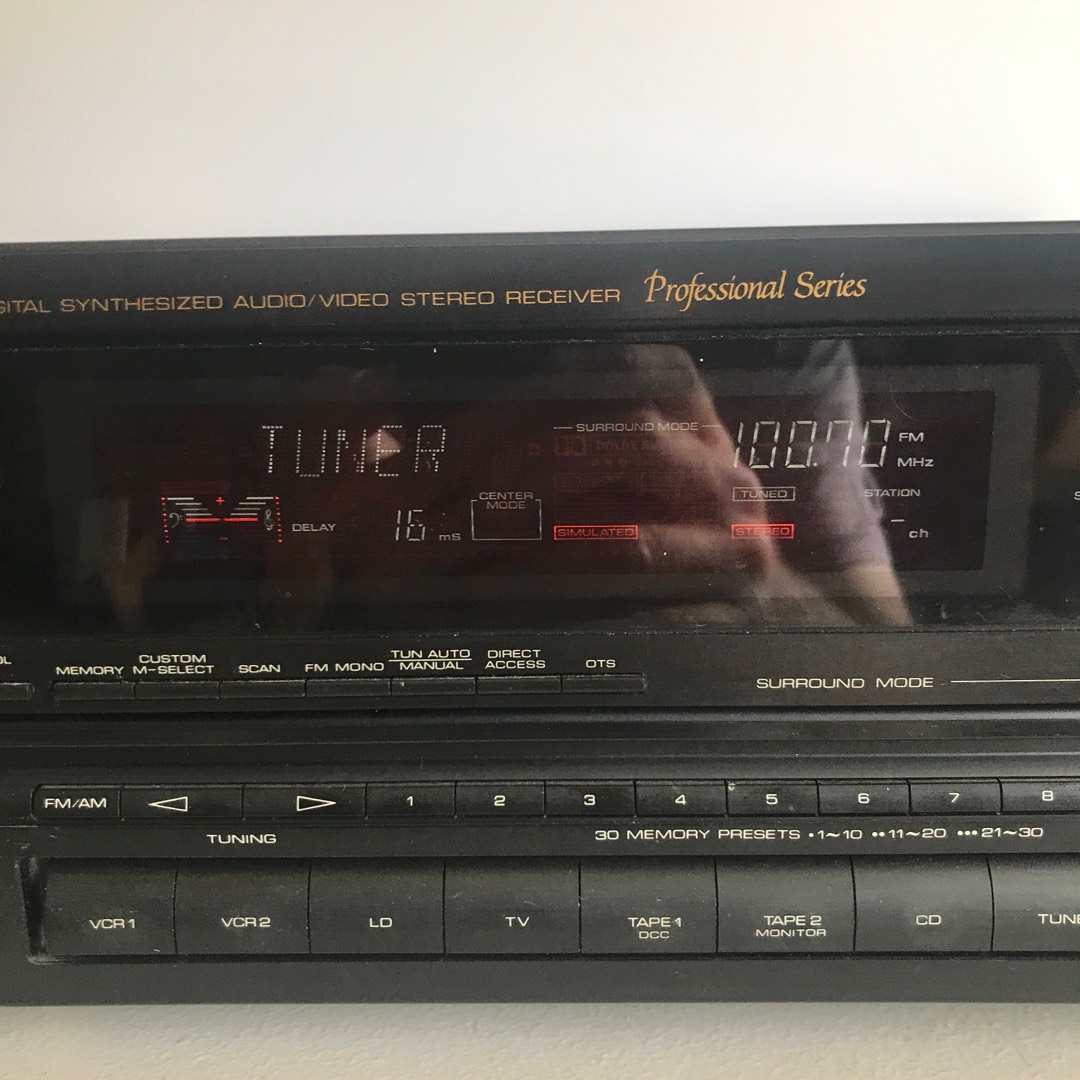 GITAL SYNTHESIZED AUDIO/VIDEO STEREO RECEIVER Professional Series
TUNER
SURROUND MODE
100.70 FM
MHz
TUNED
STATION
CENTER
MODE
DELAY 16 mS
SIMULATED
STEREO
- ch
S
OL
MEMORY
CUSTOM
M-SELECT
SCAN
FM MONO
TUN AUTO
MANUAL
DIRECT
ACCESS
OTS
SURROUND MODE
FM/AM 1 2 3 4 5 6 7 8
TUNING
30 MEMORY PRESETS •1~10 ••11~20 •••21~30
VCR 1
VCR 2
LD
TV
TAPE 1
DCC
TAPE 2
MONITOR
CD
TUNE